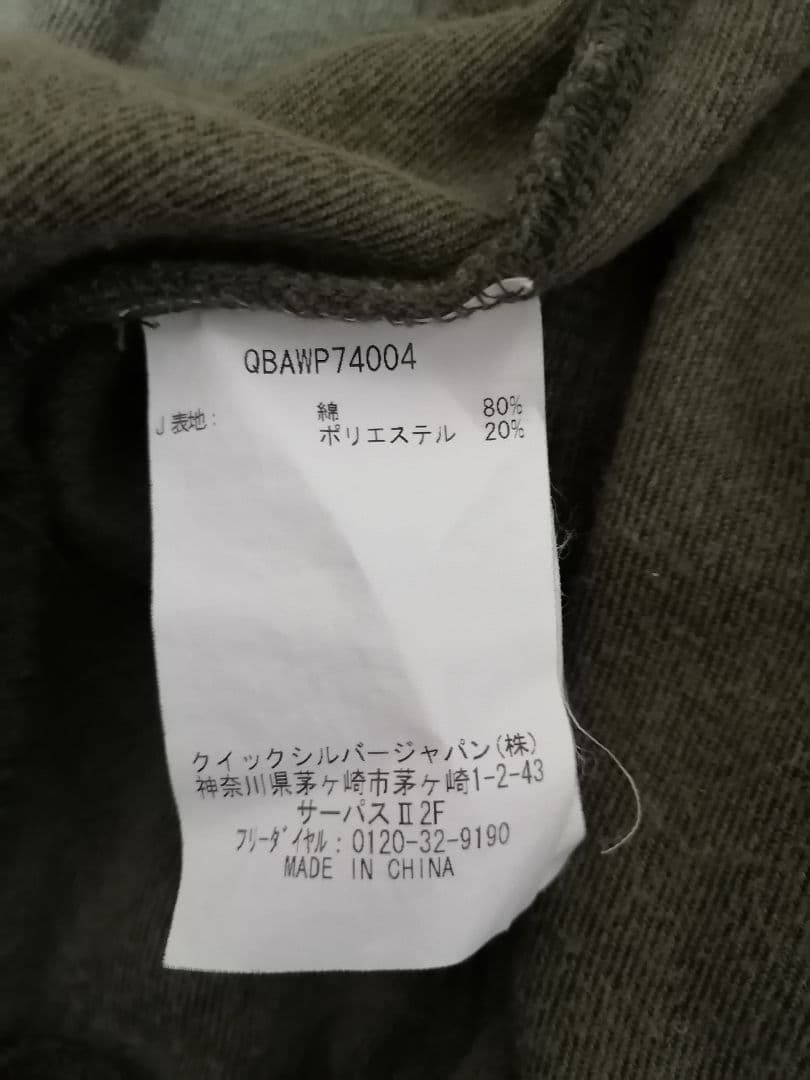 QBAWP74004
J 表地: 綿 80%
ポリエステル 20%
クイックシルバージャパン(株)
神奈川県茅ヶ崎市茅ヶ崎1-2-43
サーパスⅡ2F
フリーダイヤル: 0120-32-9190
MADE IN CHINA